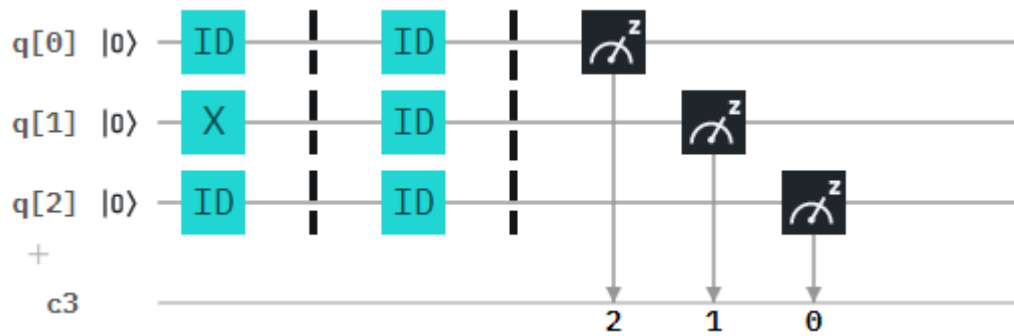 q[0] |0⟩ ID ID z
q[1] |0⟩ X ID z
q[2] |0⟩ ID ID z
+
c3
2 1 0